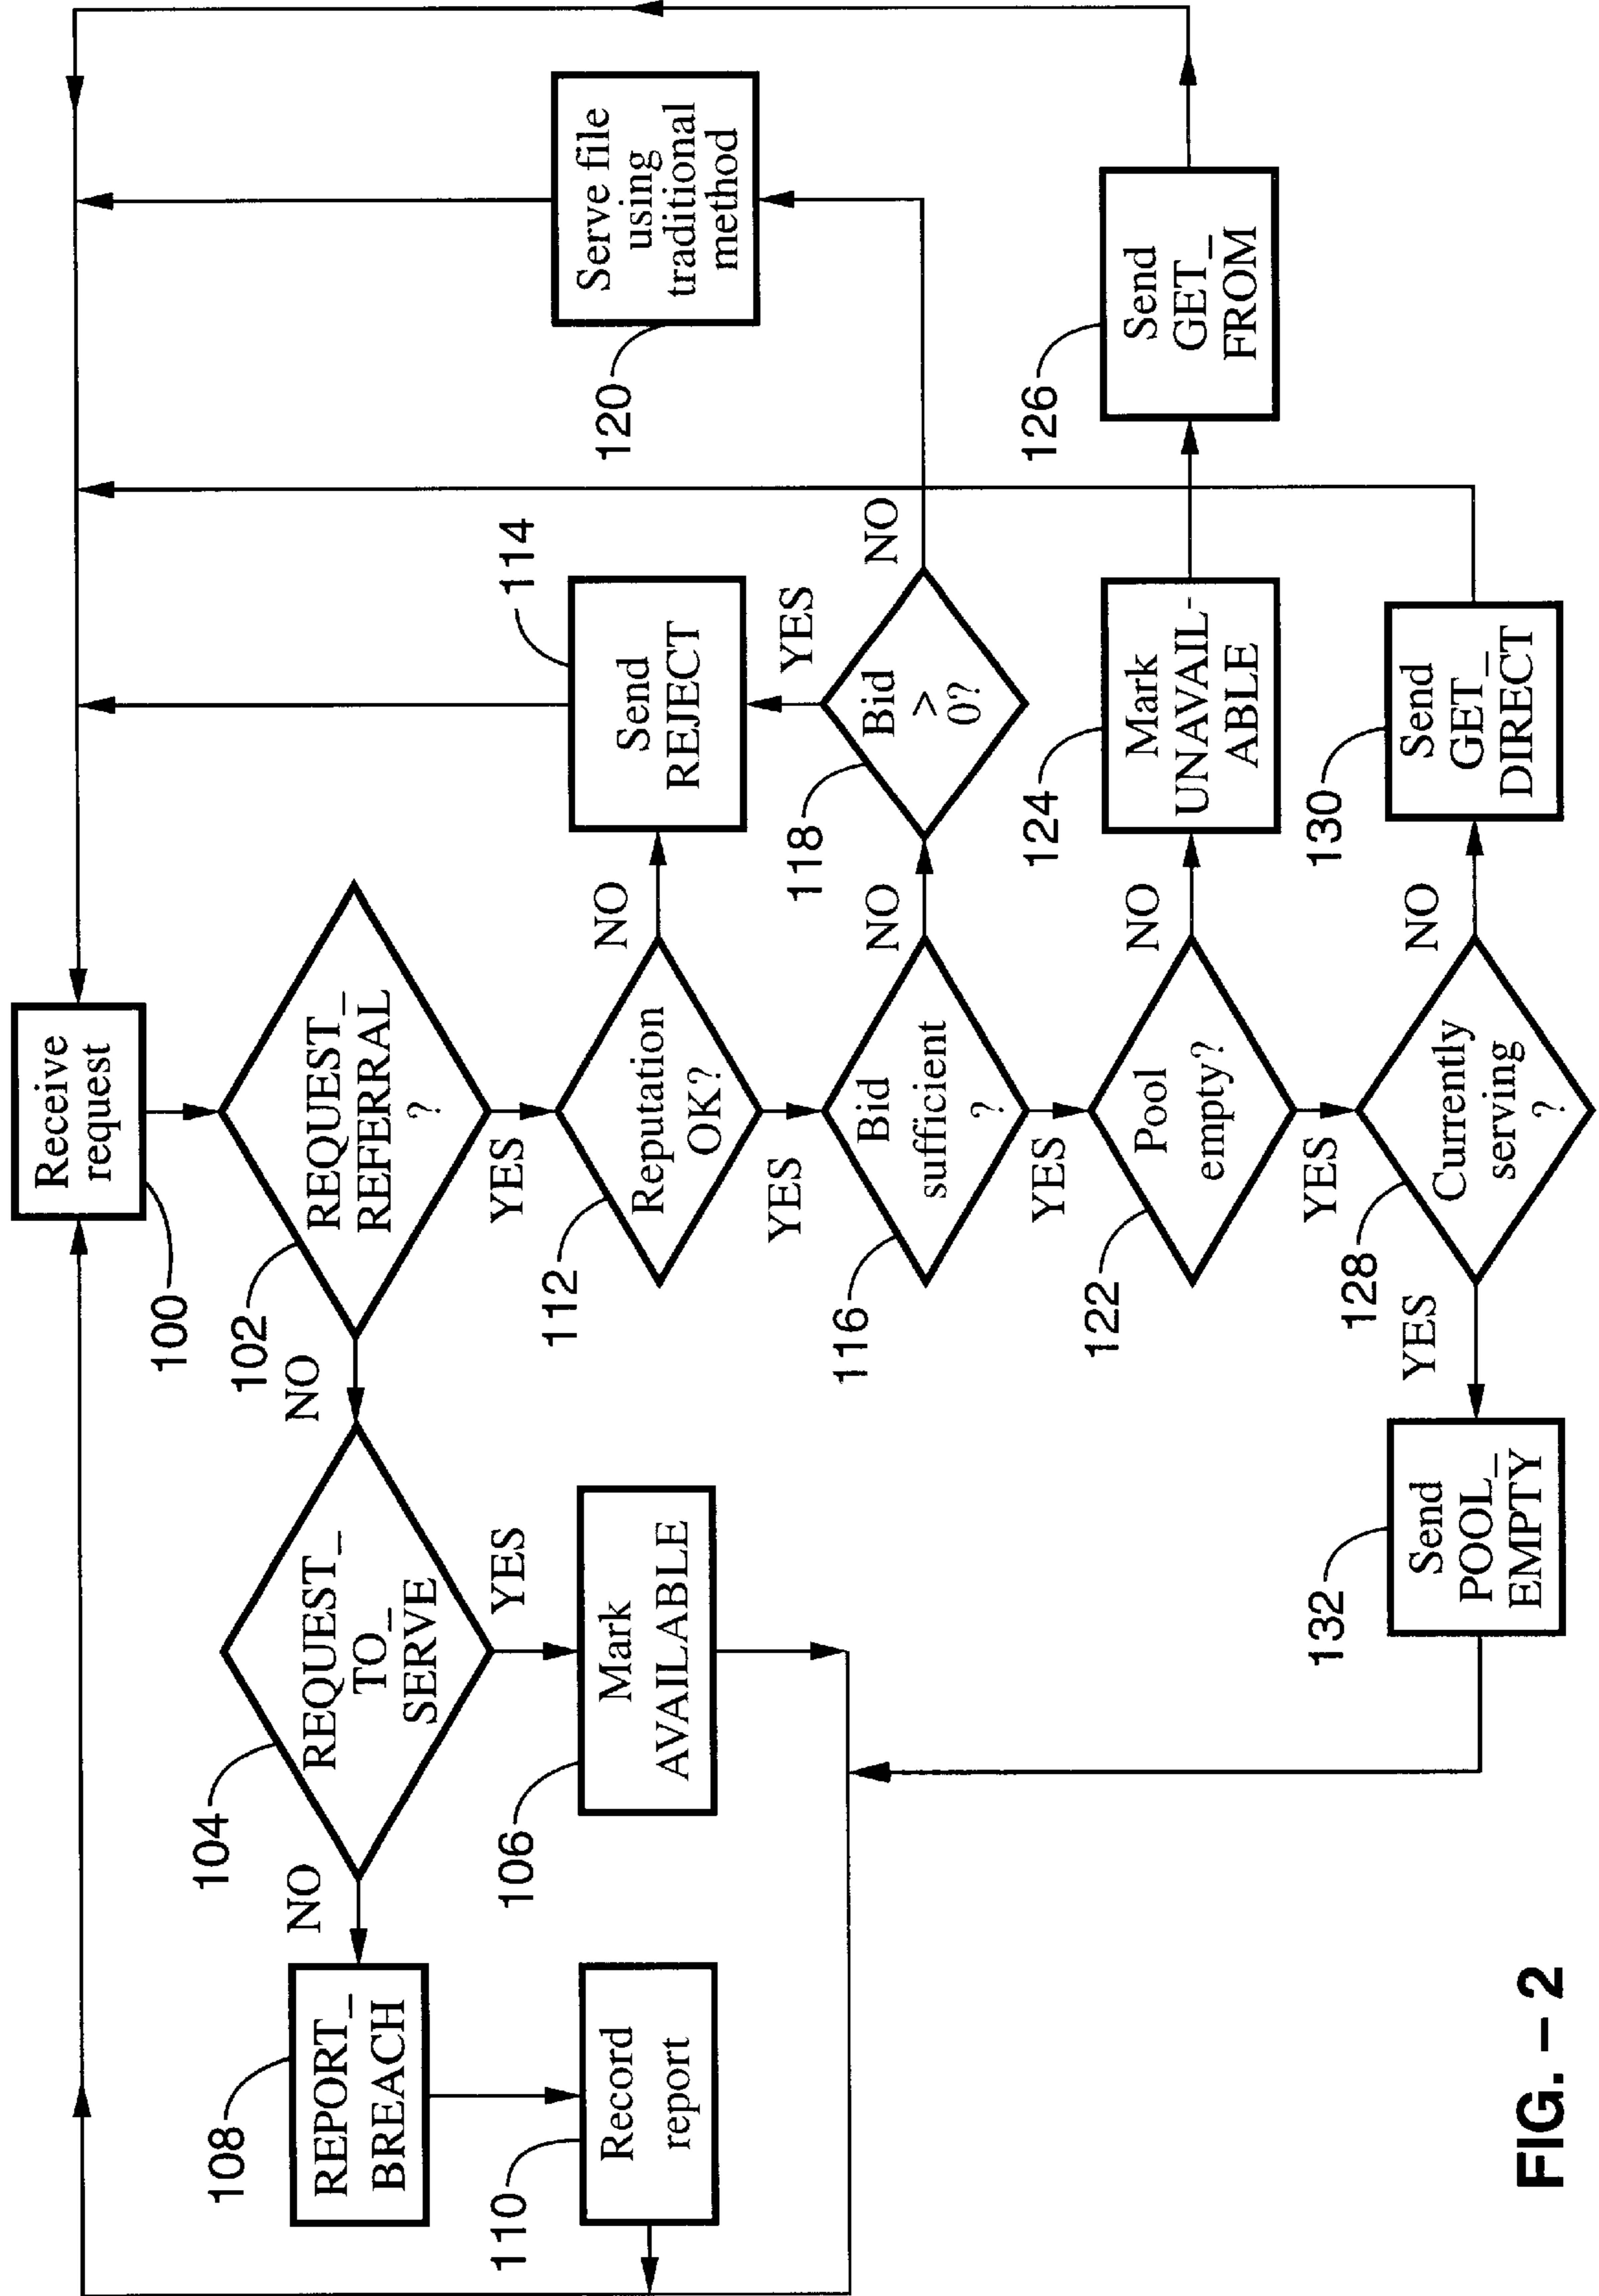 Receive
request
100
REQUEST_
REFERRAL
?
102
NO
YES
REQUEST_
TO_
SERVE
104
NO
YES
REPORT_
BREACH
108
Record
report
110
Mark
AVAILABLE
106
Reputation
OK?
112
NO
YES
Send
REJECT
114
Bid
sufficient
?
116
NO
YES
Bid
>
0?
118
YES
NO
Serve file
using
traditional
method
120
Pool
empty?
122
NO
YES
Mark
UNAVAIL-
ABLE
124
Send
GET_
FROM
126
Currently
serving
?
128
NO
YES
Send
GET_
DIRECT
130
Send
POOL_
EMPTY
132
FIG. – 2